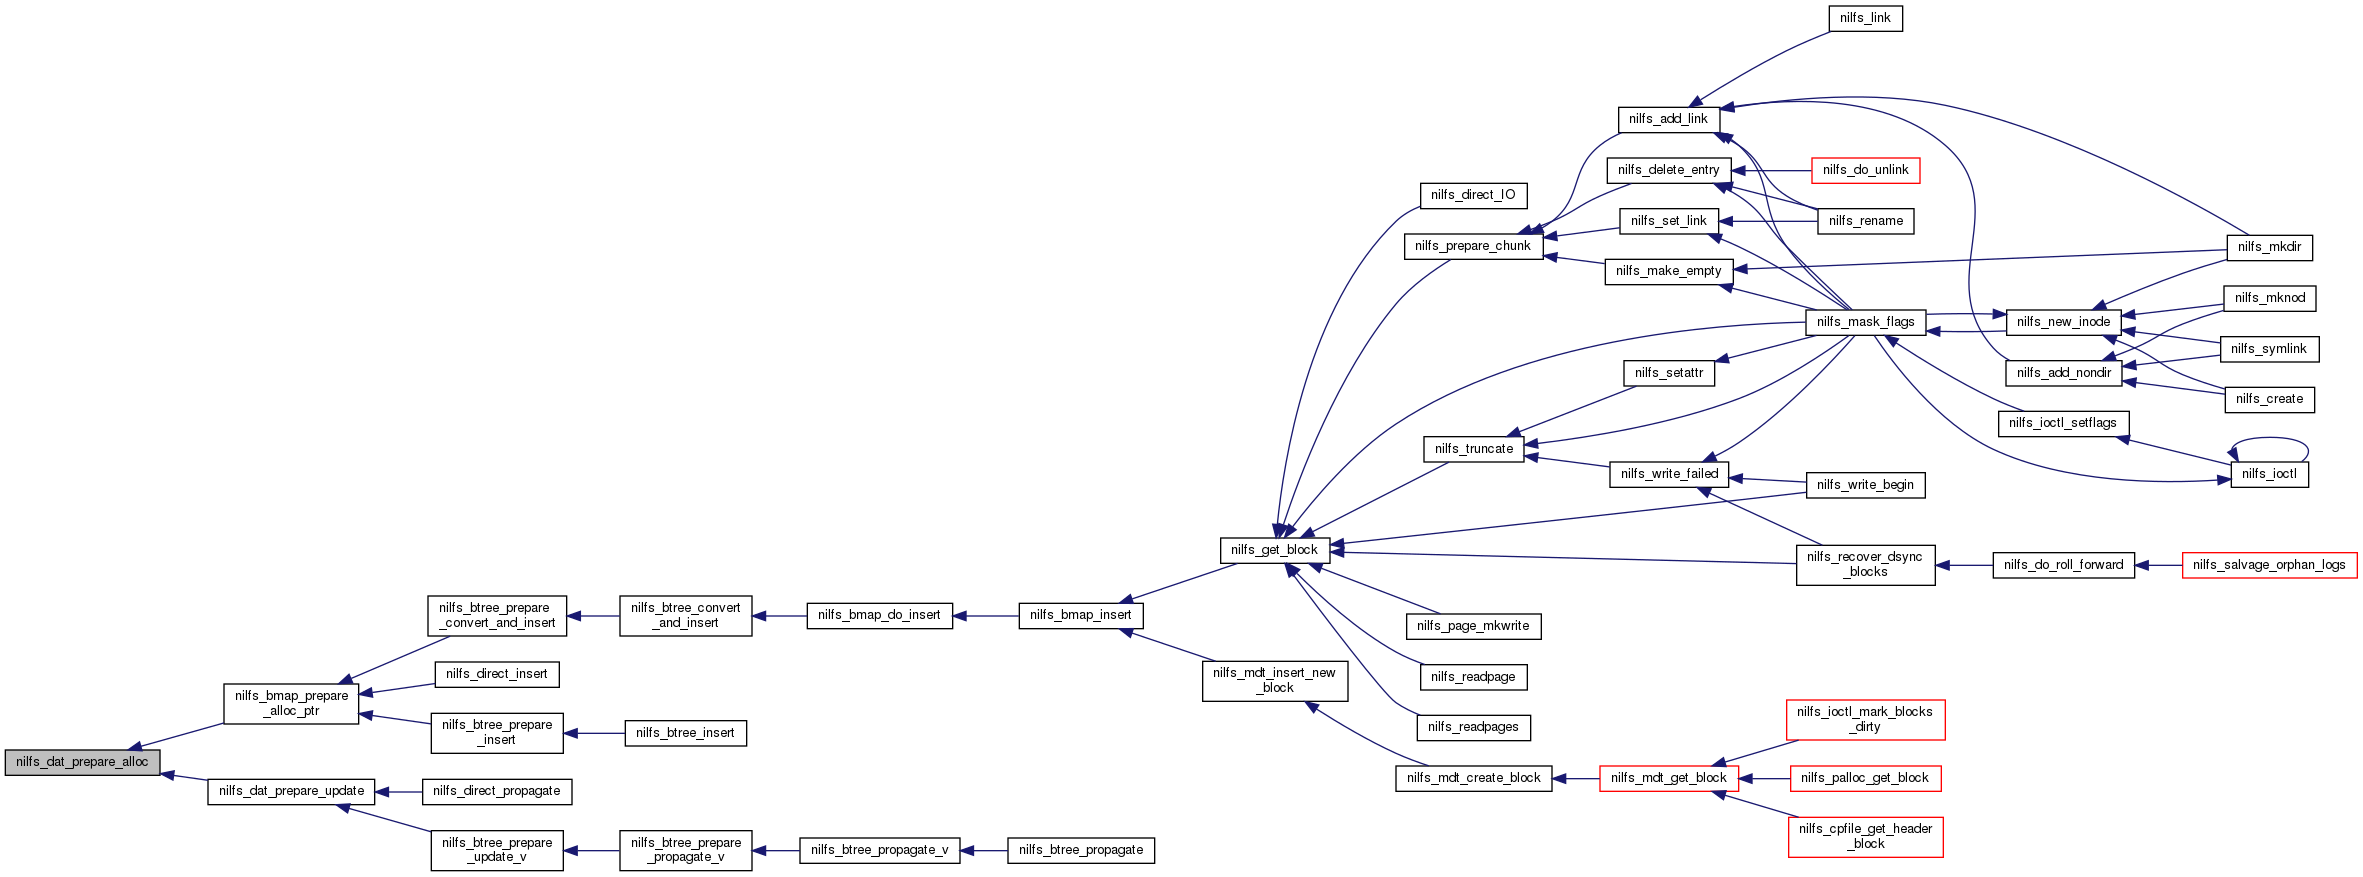 nilfs_link
nilfs_add_link
nilfs_delete_entry
nilfs_do_unlink
nilfs_direct_IO
nilfs_set_link
nilfs_rename
nilfs_prepare_chunk
nilfs_mkdir
nilfs_make_empty
nilfs_mknod
nilfs_mask_flags
nilfs_new_inode
nilfs_symlink
nilfs_setattr
nilfs_add_nondir
nilfs_create
nilfs_ioctl_setflags
nilfs_truncate
nilfs_write_failed
nilfs_ioctl
nilfs_write_begin
nilfs_get_block
nilfs_recover_dsync
_blocks
nilfs_do_roll_forward
nilfs_salvage_orphan_logs
nilfs_btree_prepare
_convert_and_insert
nilfs_btree_convert
_and_insert
nilfs_bmap_do_insert
nilfs_bmap_insert
nilfs_page_mkwrite
nilfs_direct_insert
nilfs_mdt_insert_new
_block
nilfs_readpage
nilfs_bmap_prepare
_alloc_ptr
nilfs_btree_prepare
_insert
nilfs_btree_insert
nilfs_readpages
nilfs_ioctl_mark_blocks
_dirty
nilfs_dat_prepare_alloc
nilfs_mdt_create_block
nilfs_mdt_get_block
nilfs_palloc_get_block
nilfs_dat_prepare_update
nilfs_direct_propagate
nilfs_cpfile_get_header
_block
nilfs_btree_prepare
_update_v
nilfs_btree_prepare
_propagate_v
nilfs_btree_propagate_v
nilfs_btree_propagate